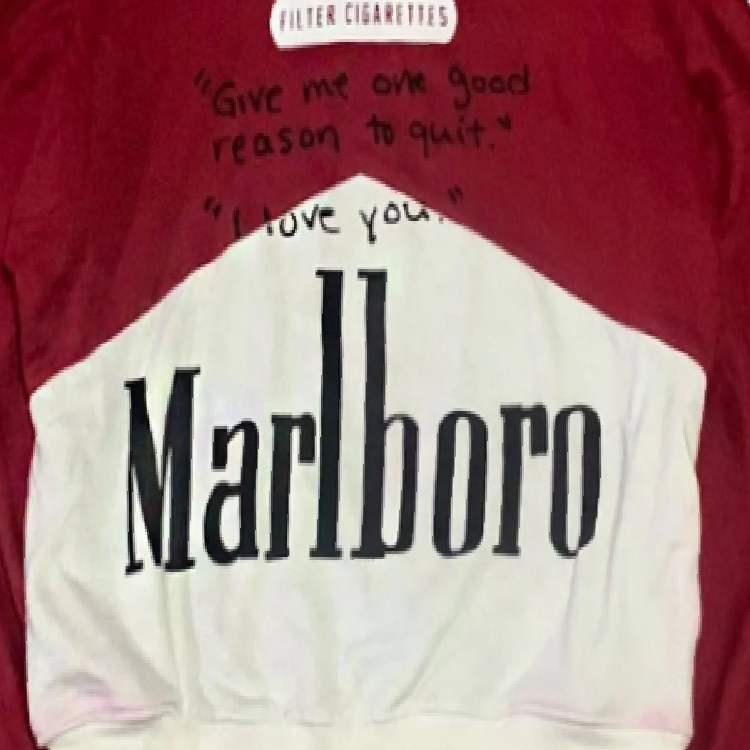 FILTER CIGARETTES
"Give me one good
reason to quit."
"I love you."
Marlboro